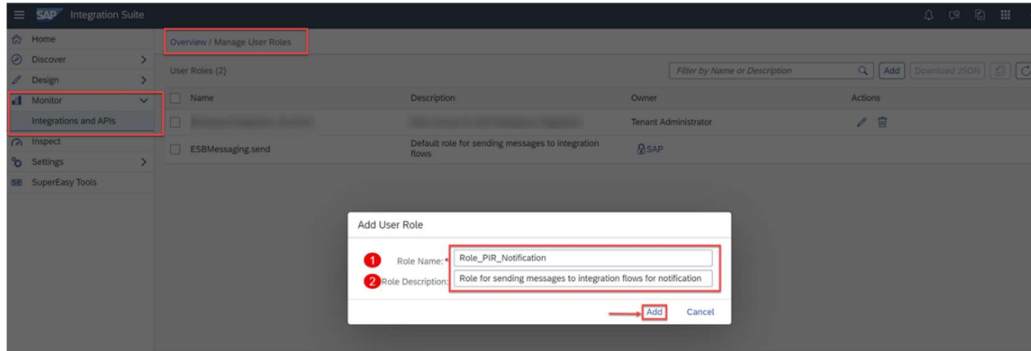 SAP Integration Suite
Home
Discover
Design
Monitor
Integrations and APIs
Inspect
Settings
SuperEasy Tools
Overview / Manage User Roles
User Roles (2)
Filter by Name or Description
Add
Download JSON
Name Description Owner Actions
Tenant Administrator
ESBMessaging.send Default role for sending messages to integration SAP
flows
Add User Role
1 Role Name:* Role_PIR_Notification
2 Role Description: Role for sending messages to integration flows for notification
Add Cancel